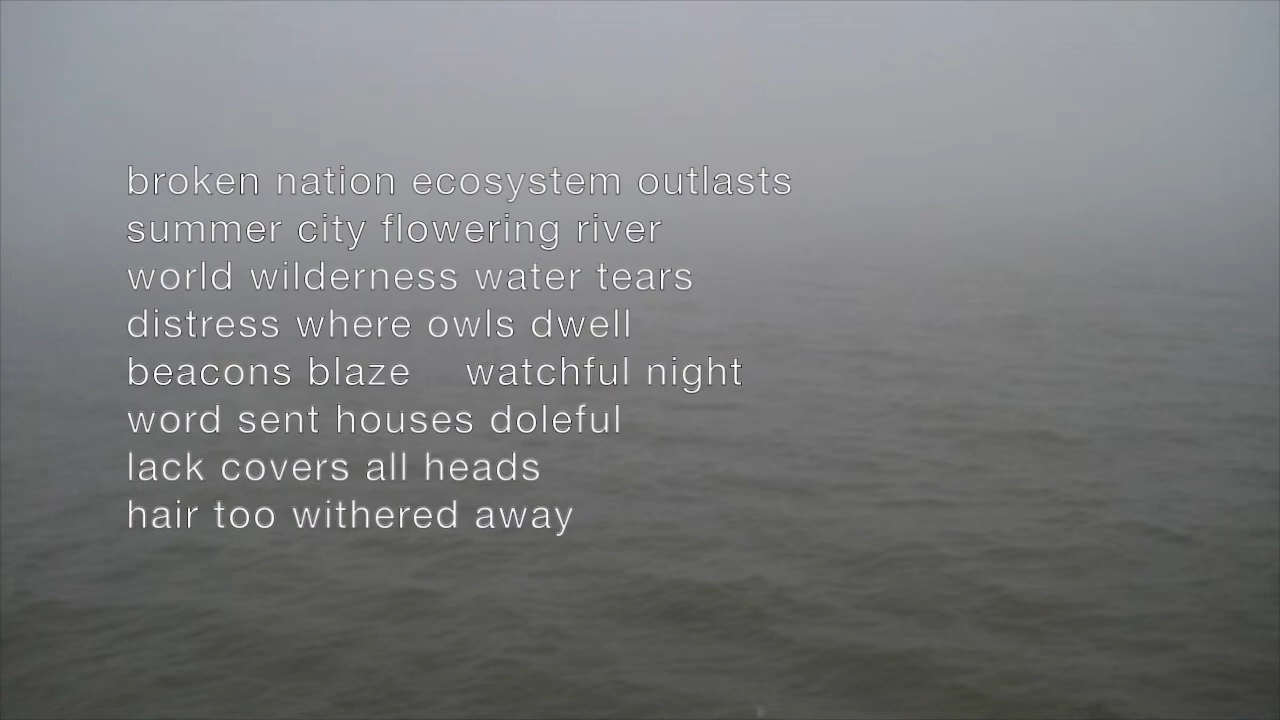 broken nation ecosystem outlasts
summer city flowering river
world wilderness water tears
distress where owls dwell
beacons blaze    watchful night
word sent houses doleful
lack covers all heads
hair too withered away